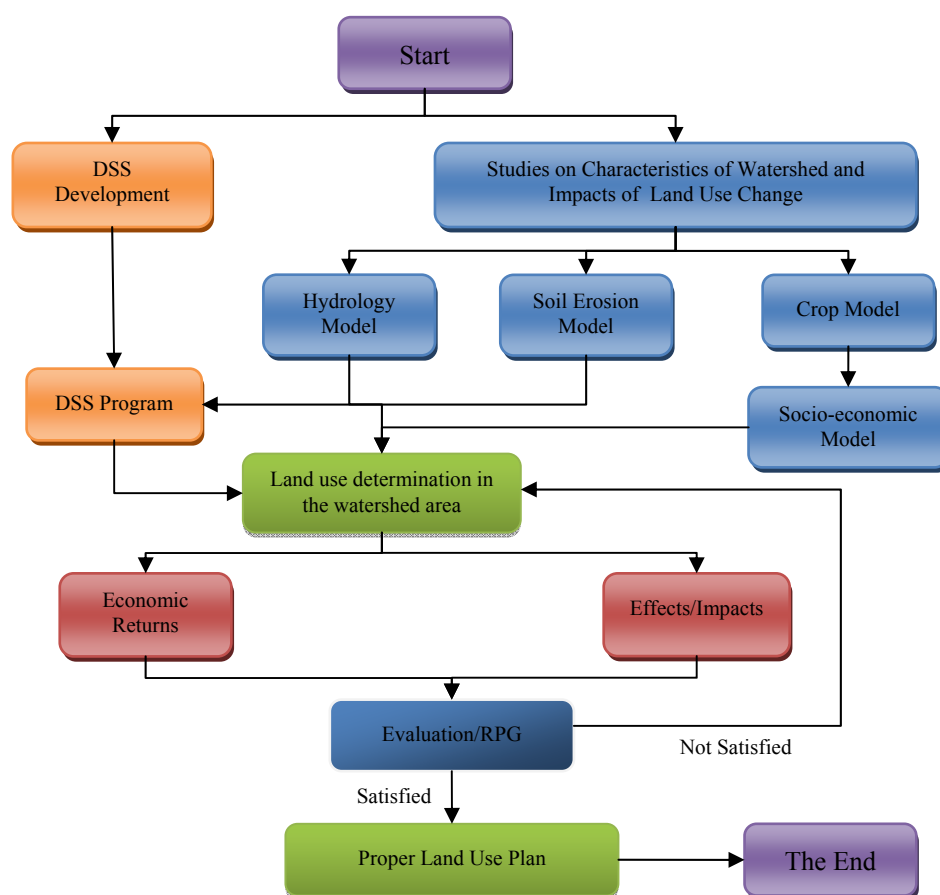 Start
DSS
Development
Studies on Characteristics of Watershed and
Impacts of Land Use Change
Hydrology
Model
Soil Erosion
Model
Crop Model
DSS Program
Socio-economic
Model
Land use determination in
the watershed area
Economic
Returns
Effects/Impacts
Evaluation/RPG
Not Satisfied
Satisfied
Proper Land Use Plan
The End